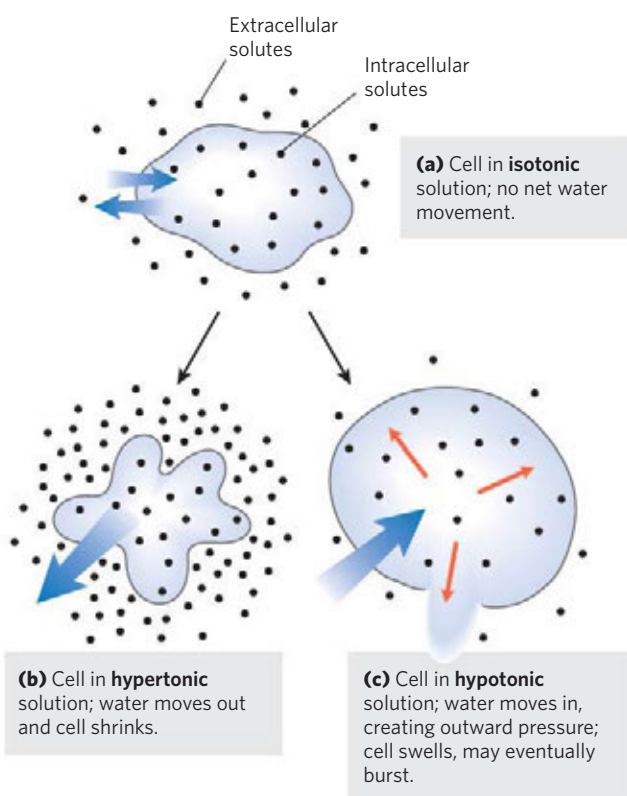 Extracellular
solutes
Intracellular
solutes
(a) Cell in isotonic
solution; no net water
movement.
(b) Cell in hypertonic
solution; water moves out
and cell shrinks.
(c) Cell in hypotonic
solution; water moves in,
creating outward pressure;
cell swells, may eventually
burst.